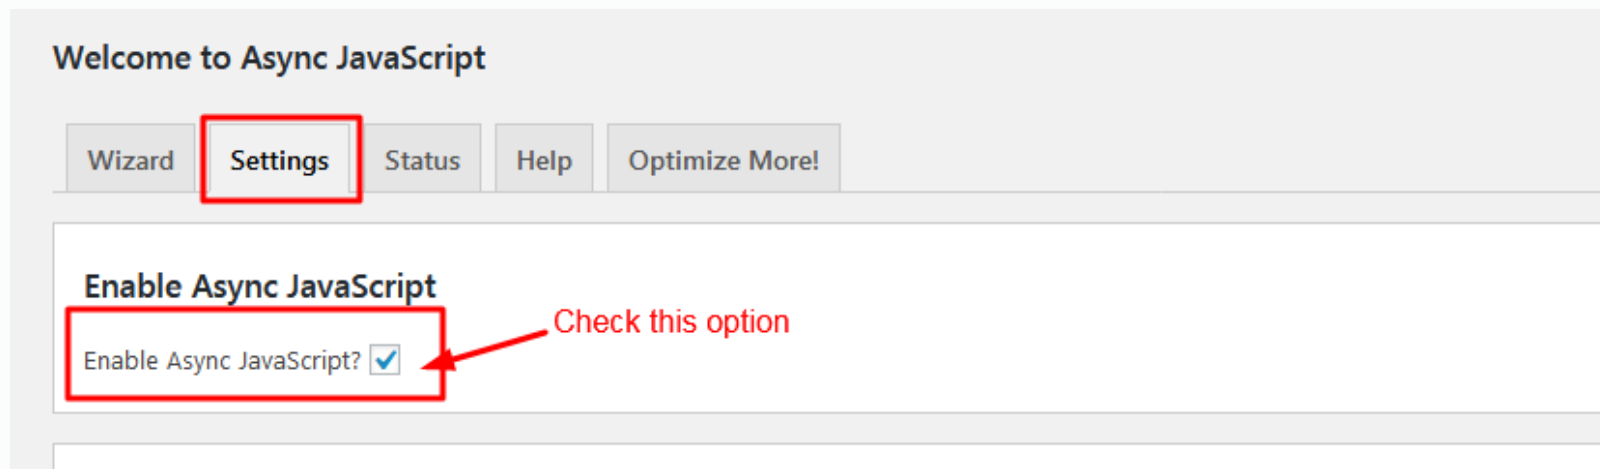 Welcome to Async JavaScript
Wizard Settings Status Help Optimize More!
Enable Async JavaScript
Check this option
Enable Async JavaScript?